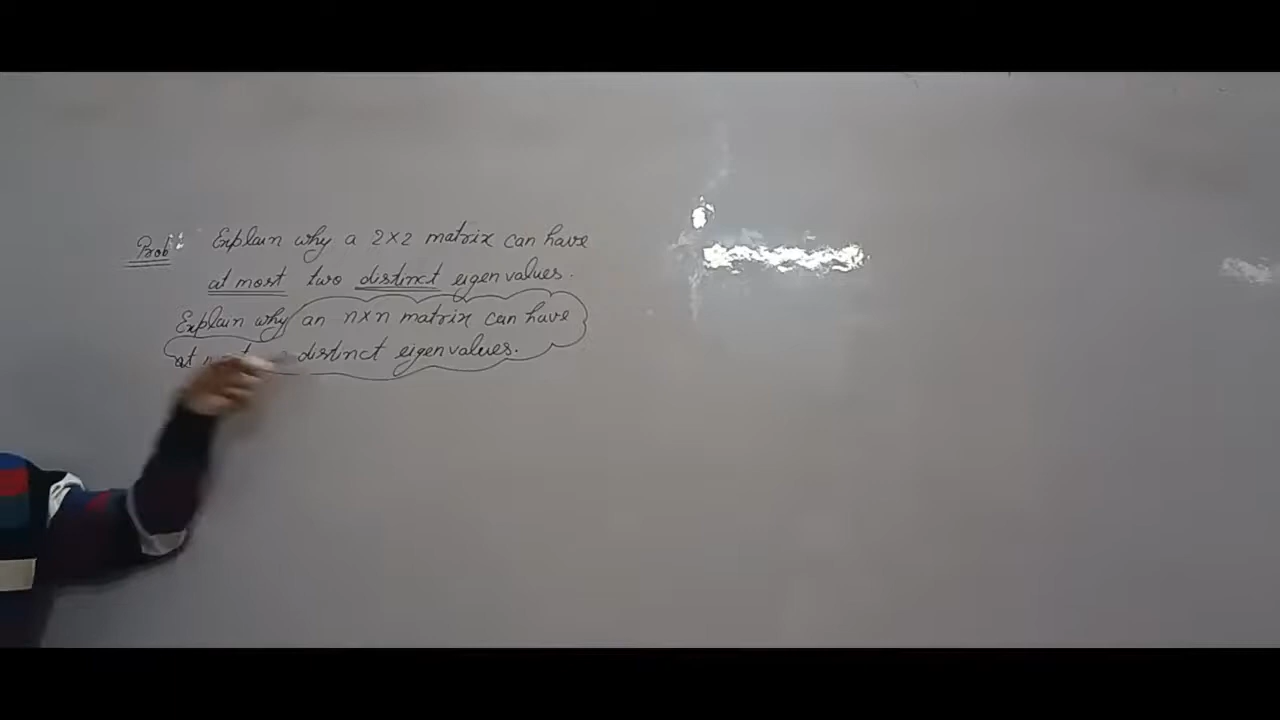 Prob: Explain why a 2×2 matrix can have
at most two distinct eigenvalues.
Explain why an n×n matrix can have
at distinct eigenvalues.